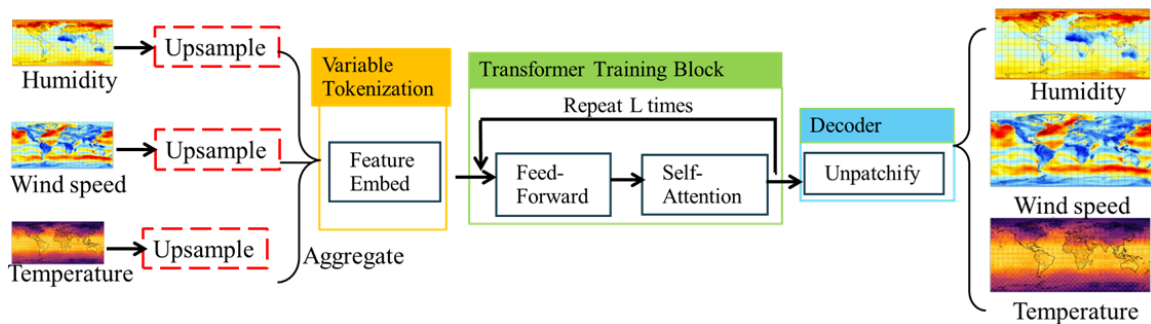 Upsample
Humidity
Upsample
Wind speed
Upsample
Temperature
Aggregate
Variable
Tokenization
Feature
Embed
Transformer Training Block
Repeat L times
Feed-
Forward
Self-
Attention
Decoder
Unpatchify
Humidity
Wind speed
Temperature